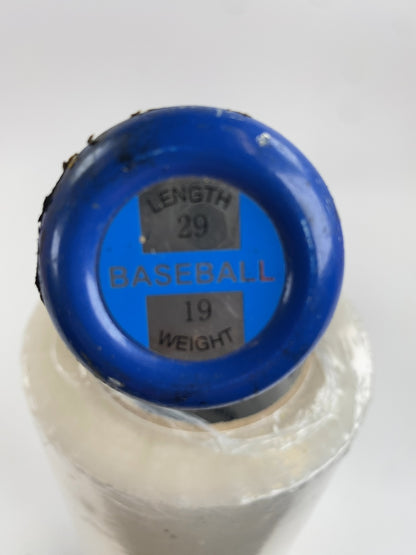 LENGTH
29
BASEBALL
19
WEIGHT